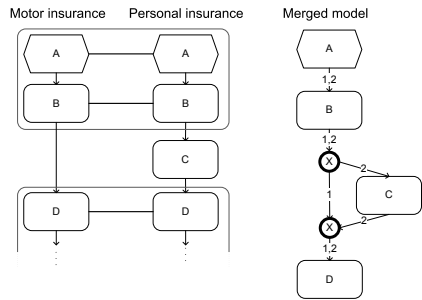 Motor insurance Personal insurance Merged model
A A A
1,2
B B B
1,2
X 2
C 1 C
2
X
D D 1,2
D